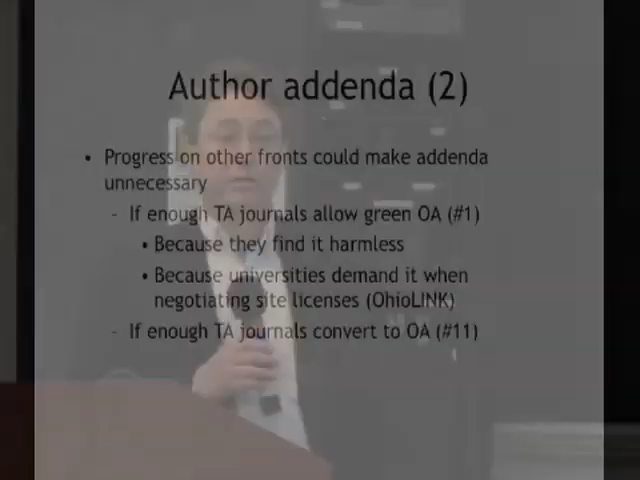 Author addenda (2)
• Progress on other fronts could make addenda
unnecessary
- If enough TA journals allow green OA (#1)
• Because they find it harmless
• Because universities demand it when
negotiating site licenses (OhioLINK)
- If enough TA journals convert to OA (#11)